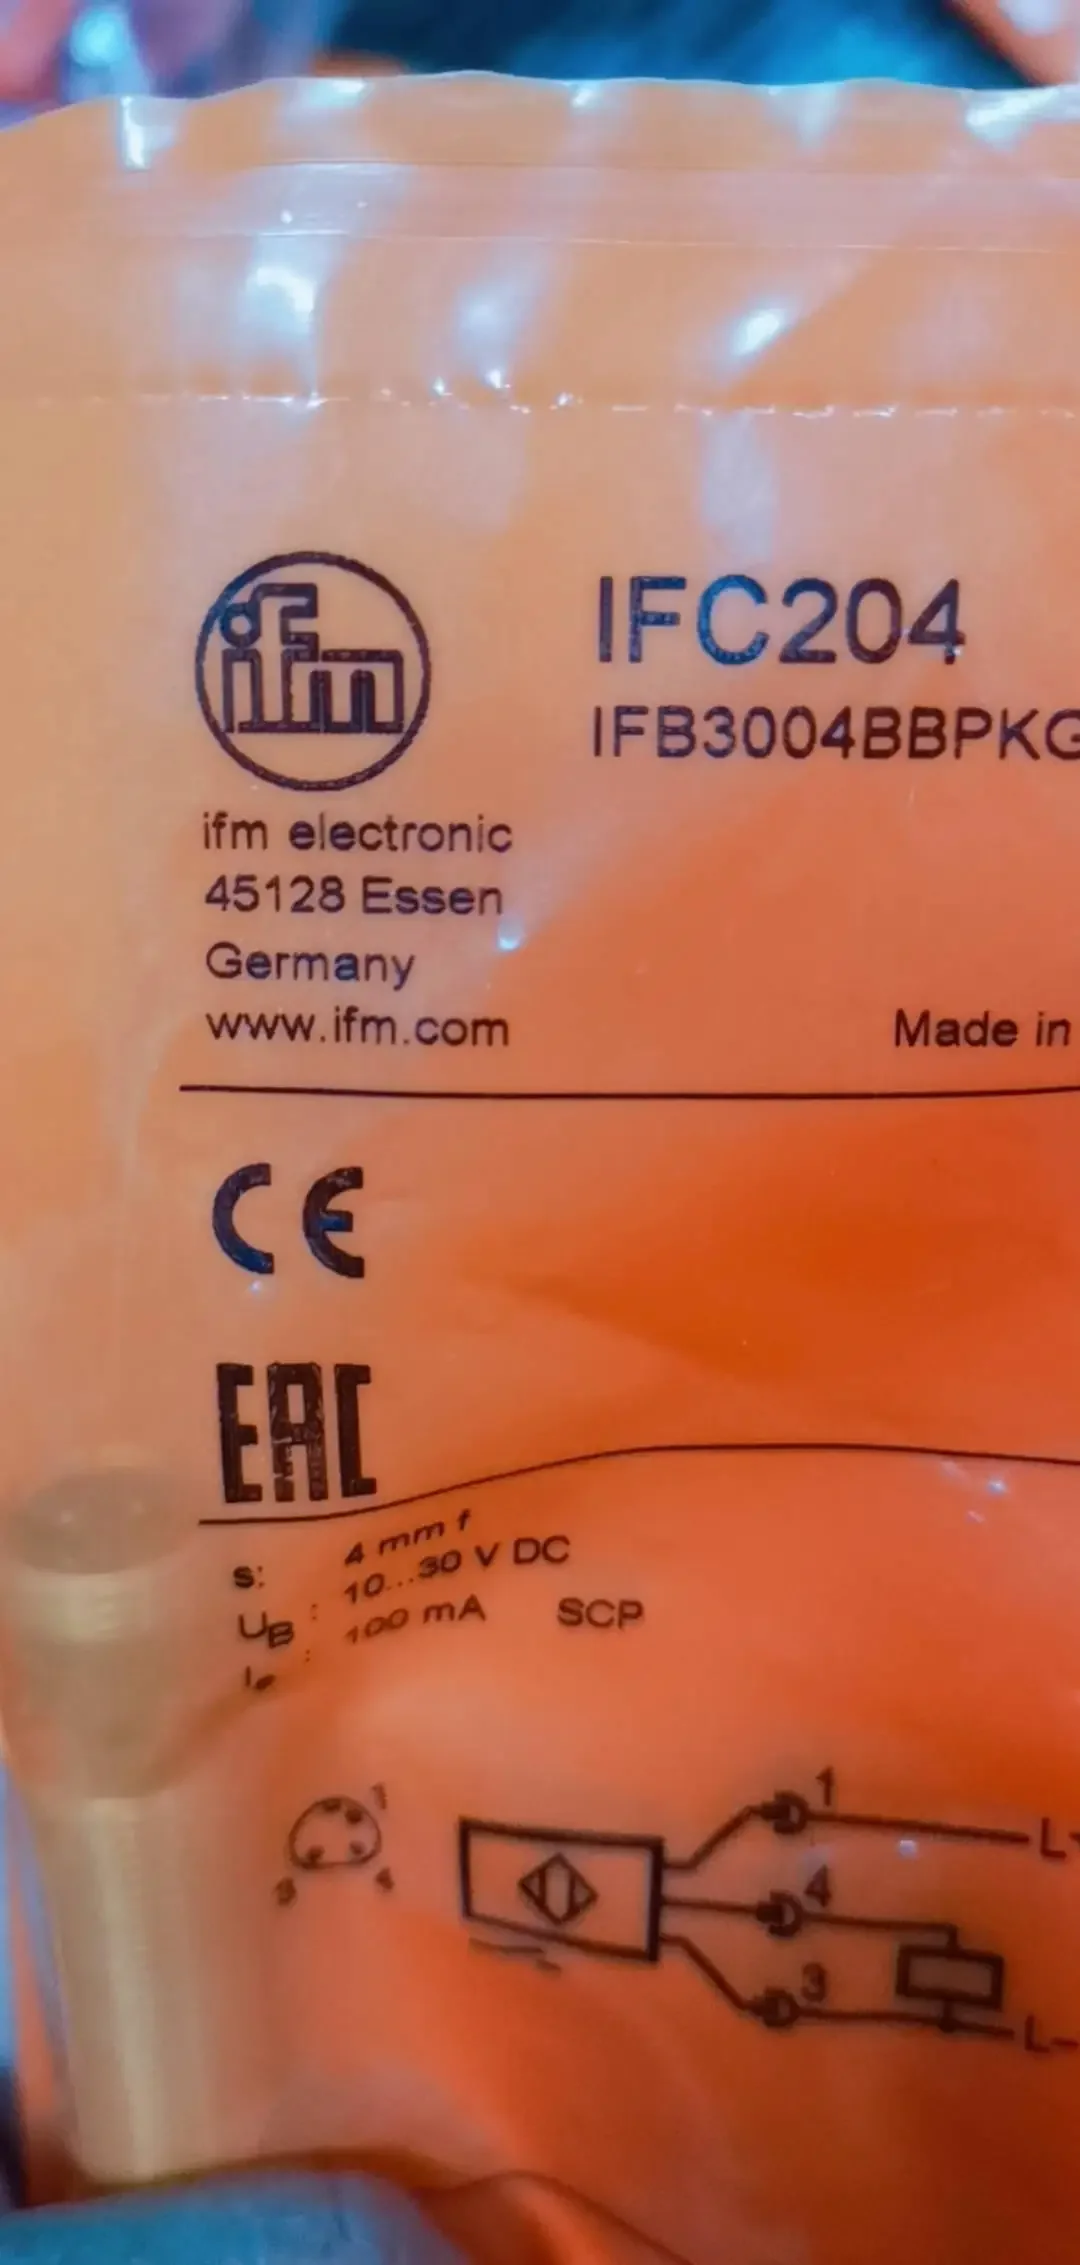 ifm
IFC204
IFB3004BBPKG
ifm electronic
45128 Essen
Germany
www.ifm.com
Made in
CE
EAC
s: 4 mm f
UB : 10...30 V DC
Ie : 100 mA SCP
1
3 4
1 L
4
3
L-